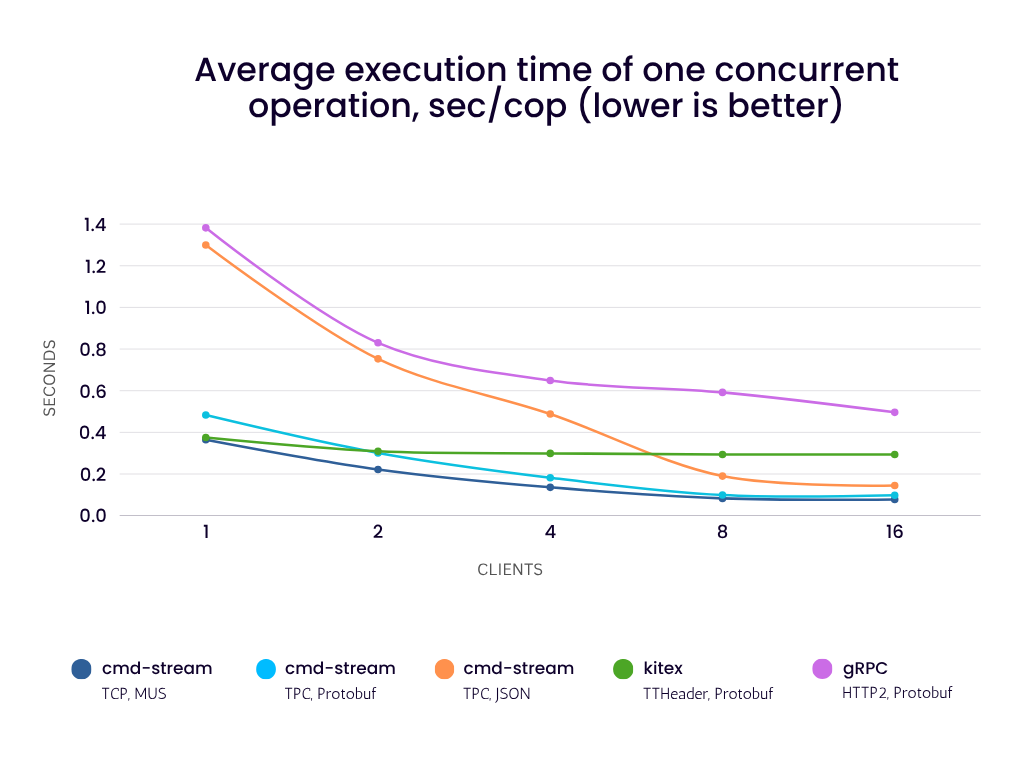 Average execution time of one concurrent
operation, sec/cop (lower is better)
1.4
1.2
1.0
0.8
0.6
0.4
0.2
0.0
SECONDS
1 2 4 8 16
CLIENTS
cmd-stream cmd-stream cmd-stream kitex gRPC
TCP, MUS TPC, Protobuf TPC, JSON TTHeader, Protobuf HTTP2, Protobuf